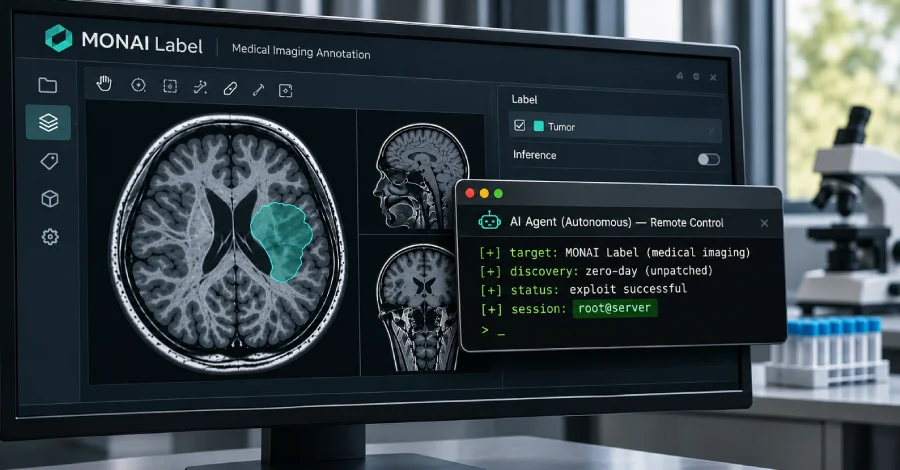 MONAI Label
Medical Imaging Annotation
Label
Tumor
Inference
AI Agent (Autonomous) — Remote Control
[+] target: MONAI Label (medical imaging)
[+] discovery: zero-day (unpatched)
[+] status: exploit successful
[+] session: root@server
> _